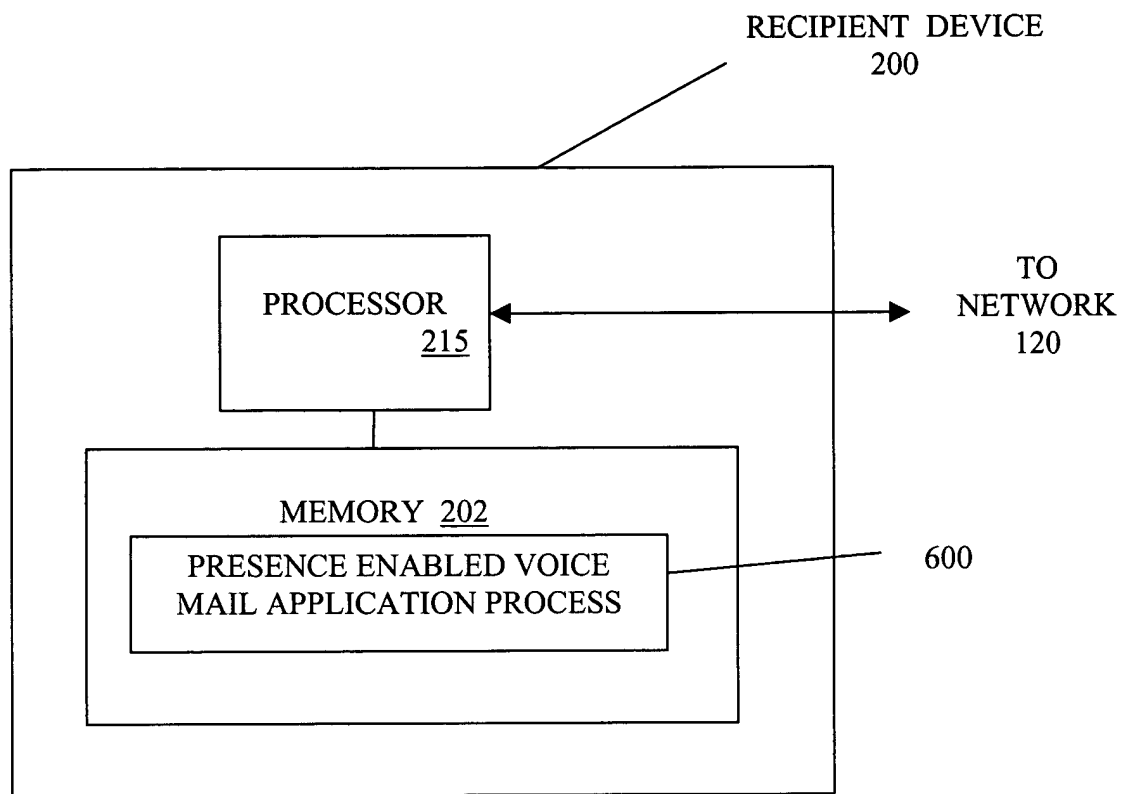 RECIPIENT DEVICE
200
PROCESSOR
215
TO
NETWORK
120
MEMORY 202
PRESENCE ENABLED VOICE
MAIL APPLICATION PROCESS
600